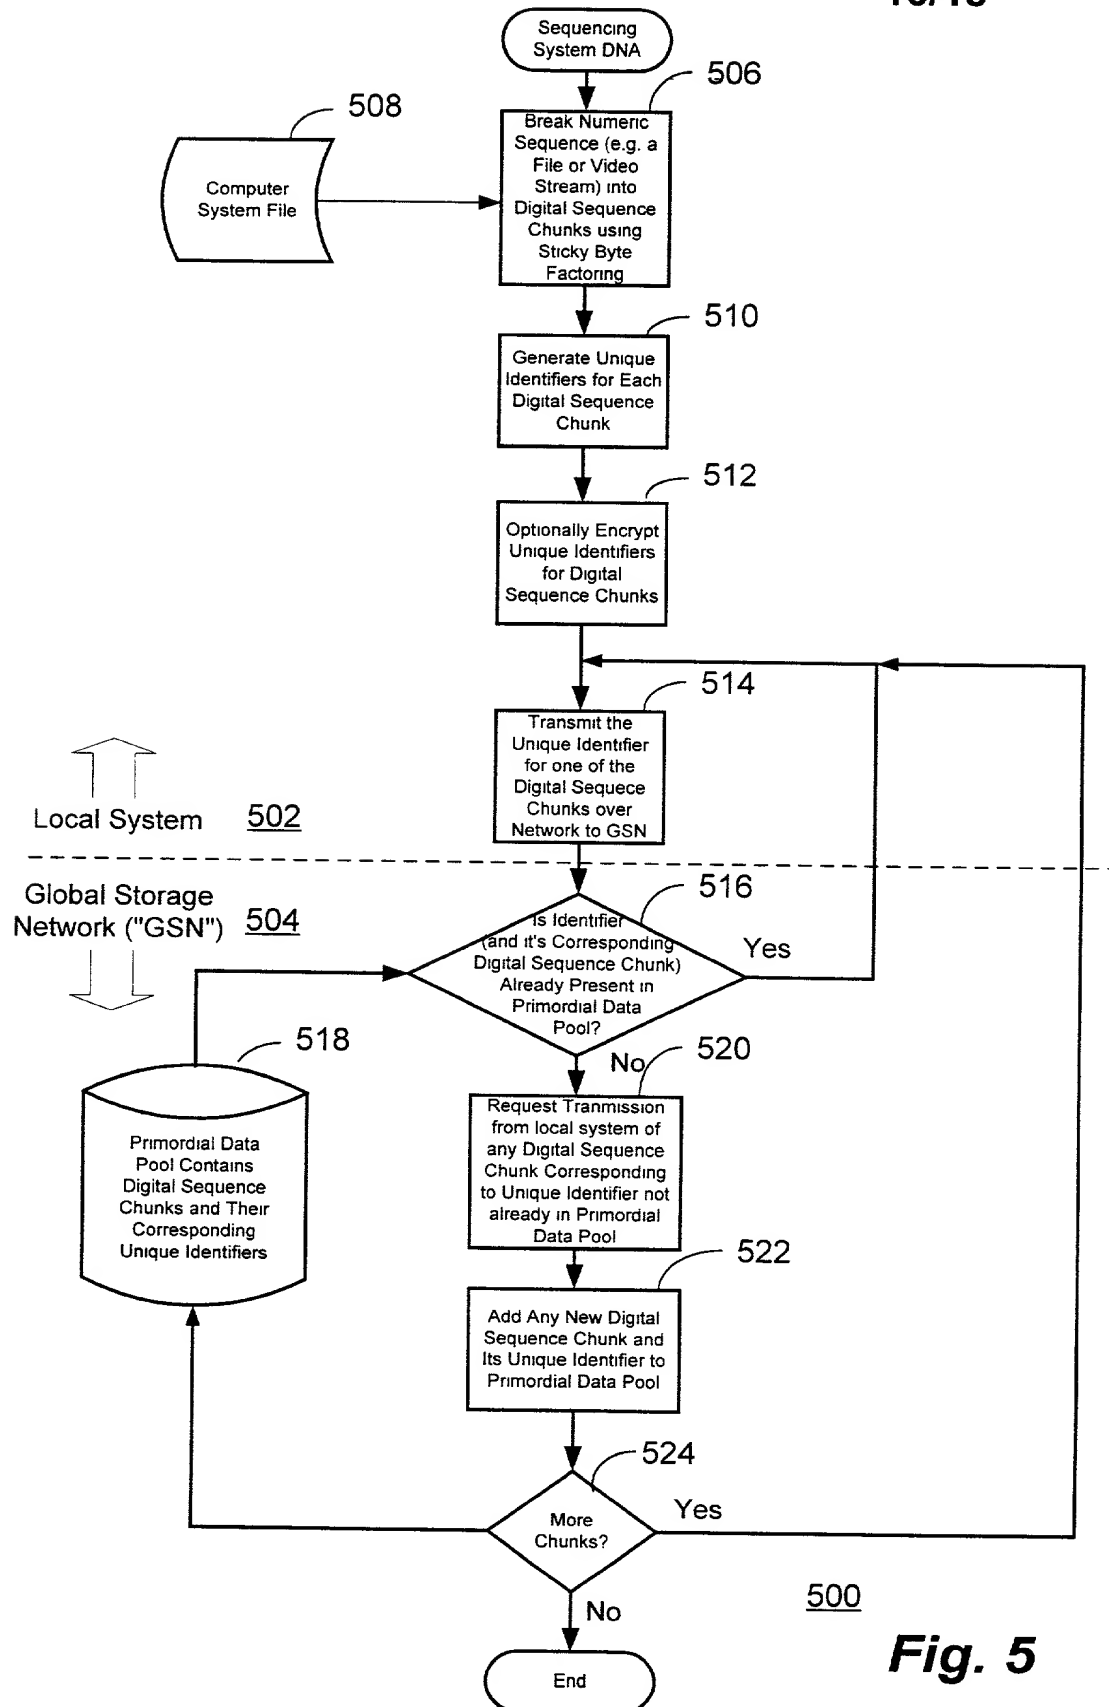 Sequencing
System DNA
506
508
Break Numeric
Sequence (e.g. a
File or Video
Stream) into
Digital Sequence
Chunks using
Sticky Byte
Factoring
Computer
System File
510
Generate Unique
Identifiers for Each
Digital Sequence
Chunk
512
Optionally Encrypt
Unique Identifiers
for Digital
Sequence Chunks
514
Transmit the
Unique Identifier
for one of the
Digital Sequece
Chunks over
Network to GSN
Local System 502
Global Storage
Network ("GSN") 504
516
Is Identifier
(and it's Corresponding
Digital Sequence Chunk)
Already Present in
Primordial Data
Pool?
Yes
No
518
Primordial Data
Pool Contains
Digital Sequence
Chunks and Their
Corresponding
Unique Identifiers
520
Request Tranmission
from local system of
any Digital Sequence
Chunk Corresponding
to Unique Identifier not
already in Primordial
Data Pool
522
Add Any New Digital
Sequence Chunk and
Its Unique Identifier to
Primordial Data Pool
524
More
Chunks?
Yes
No
500
End
Fig. 5